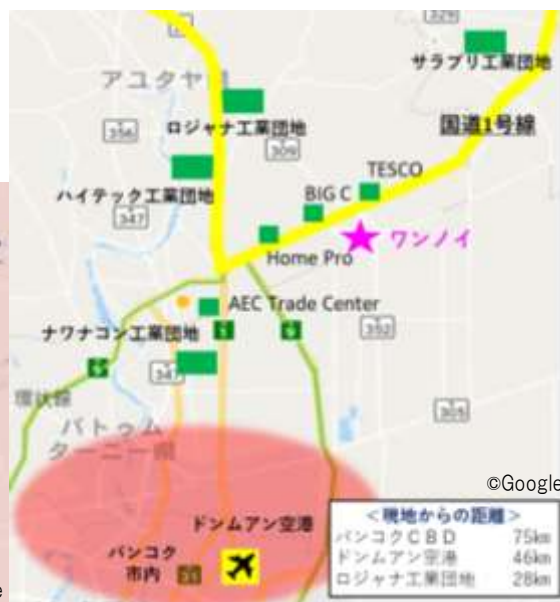 329
サラブリ工業団地
アユタヤ県
ロジャナ工業団地
国道1号線
356
309
TESCO
ハイテック工業団地
BIG C
347
ワンノイ
Home Pro
AEC Trade Center
ナワナコン工業団地
352
347
環状線
305
パトゥム
ターニー県
©Google
ドンムアン空港
バンコク
市内
31
e
＜現地からの距離＞
バンコクＣＢＤ 75km
ドンムアン空港 46km
ロジャナ工業団地 28km